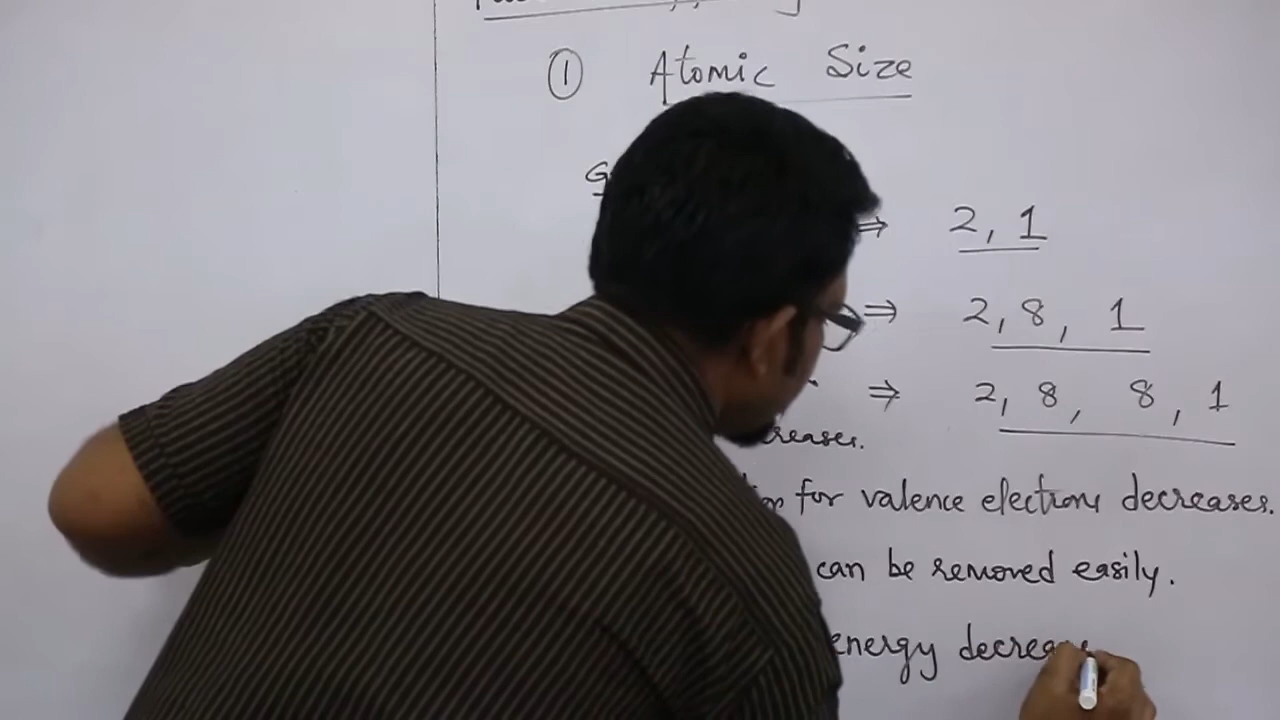 ① Atomic Size
G
⇒ 2, 1
⇒ 2, 8, 1
⇒ 2, 8, 8, 1
creases.
for valence electrons decreases.
can be removed easily.
energy decrease